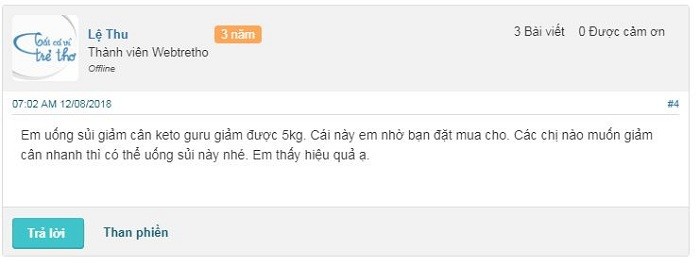 Tất cả vì
trẻ thơ
Lệ Thu
3 năm
3 Bài viết 0 Được cảm ơn
Thành viên Webtretho
Offline
07:02 AM 12/08/2018 #4
Em uống sủi giảm cân keto guru giảm được 5kg. Cái này em nhờ bạn đặt mua cho. Các chị nào muốn giảm
cân nhanh thì có thể uống sủi này nhé. Em thấy hiệu quả ạ.
Trả lời Than phiền